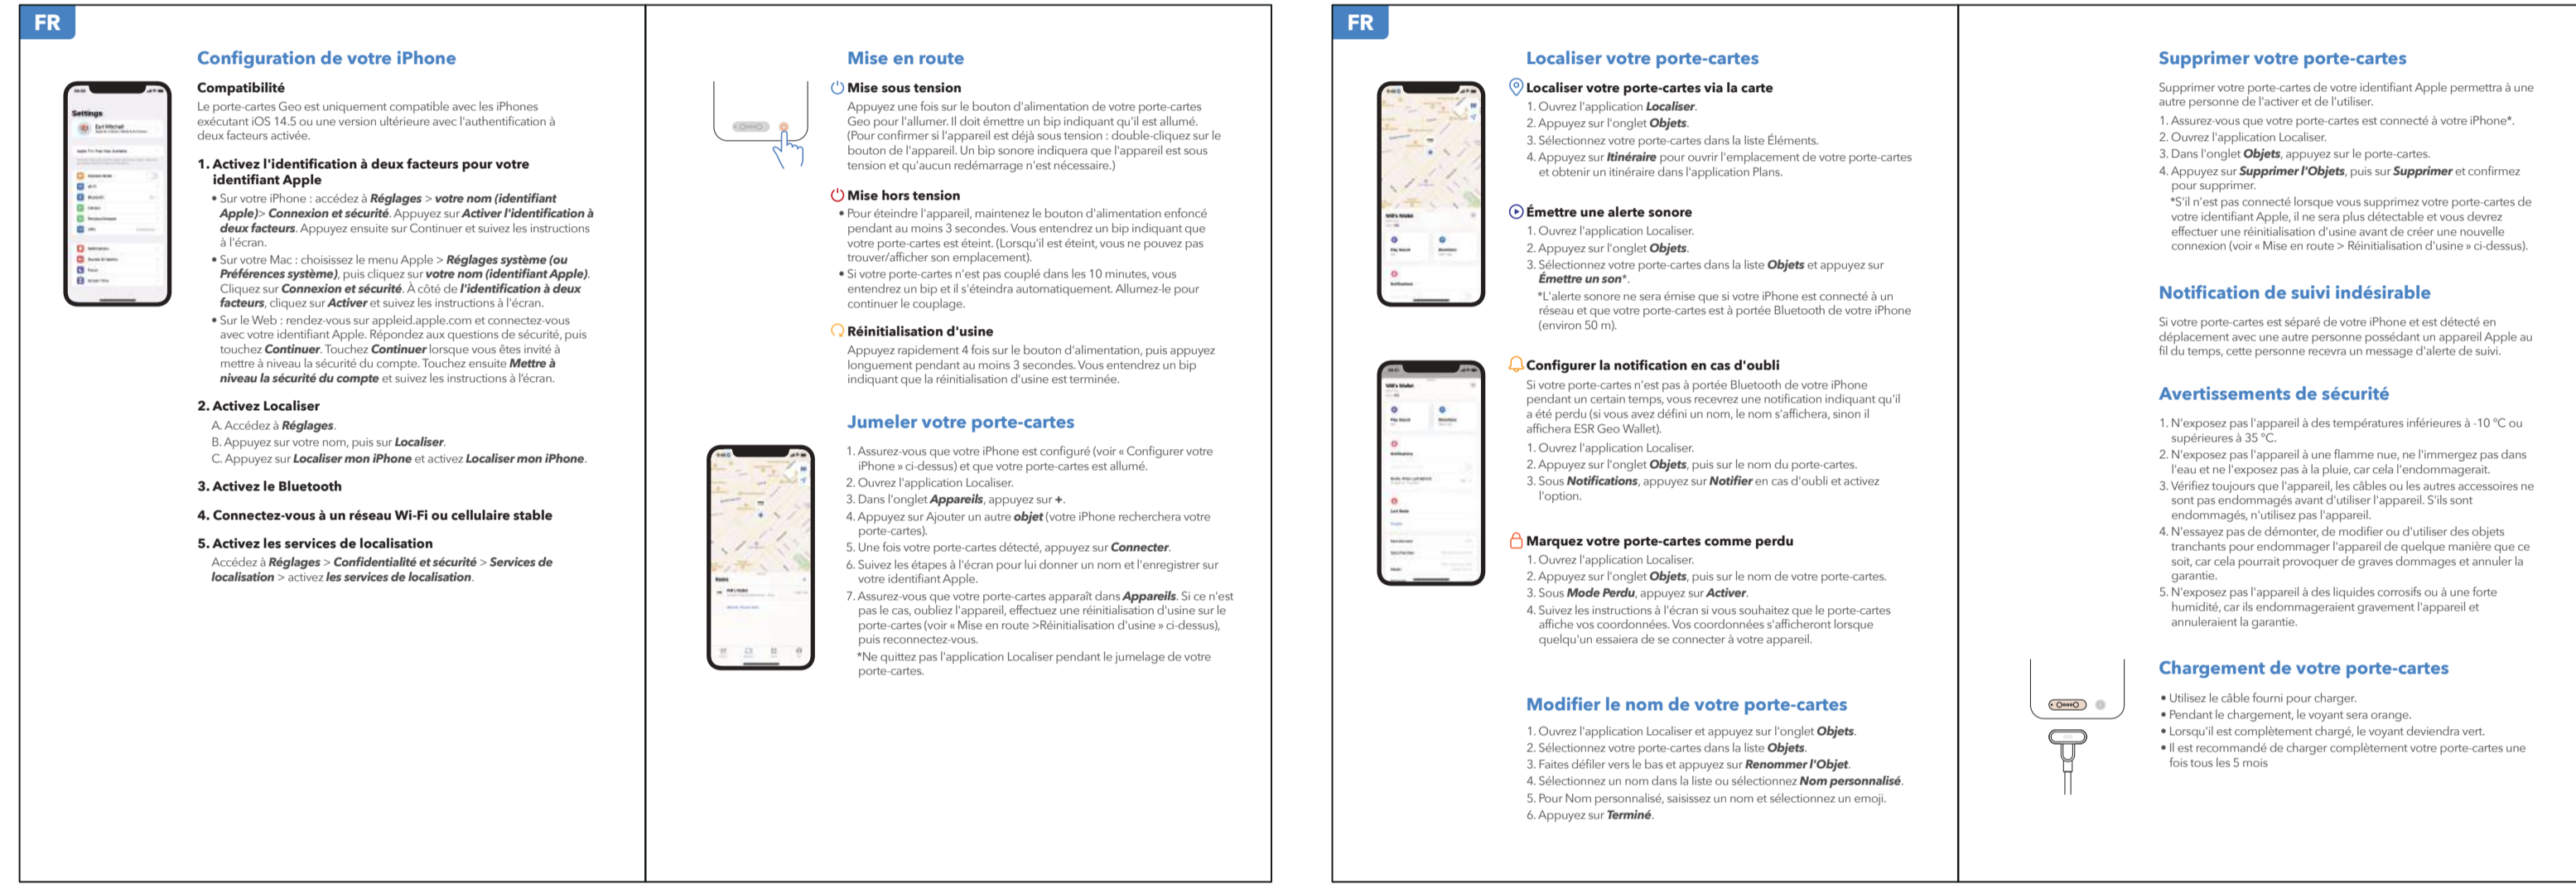 FR
Configuration de votre iPhone
Compatibilité
Le porte-cartes Geo est uniquement compatible avec les iPhones
exécutant iOS 14.5 ou une version ultérieure avec l'authentification à
deux facteurs activée.
1. Activez l'identification à deux facteurs pour votre
identifiant Apple
• Sur votre iPhone : accédez à Réglages > votre nom (identifiant
Apple)> Connexion et sécurité. Appuyez sur Activer l'identification à
deux facteurs. Appuyez ensuite sur Continuer et suivez les instructions
à l'écran.
• Sur votre Mac : choisissez le menu Apple > Réglages système (ou
Préférences système), puis cliquez sur votre nom (identifiant Apple).
Cliquez sur Connexion et sécurité. À côté de l'identification à deux
facteurs, cliquez sur Activer et suivez les instructions à l'écran.
• Sur le Web : rendez-vous sur appleid.apple.com et connectez-vous
avec votre identifiant Apple. Répondez aux questions de sécurité, puis
touchez Continuer. Touchez Continuer lorsque vous êtes invité à
mettre à niveau la sécurité du compte. Touchez ensuite Mettre à
niveau la sécurité du compte et suivez les instructions à l'écran.
2. Activez Localiser
A. Accédez à Réglages.
B. Appuyez sur votre nom, puis sur Localiser.
C. Appuyez sur Localiser mon iPhone et activez Localiser mon iPhone.
3. Activez le Bluetooth
4. Connectez-vous à un réseau Wi-Fi ou cellulaire stable
5. Activez les services de localisation
Accédez à Réglages > Confidentialité et sécurité > Services de
localisation > activez les services de localisation.
Settings
Mise en route
Mise sous tension
Appuyez une fois sur le bouton d'alimentation de votre porte-cartes
Geo pour l'allumer. Il doit émettre un bip indiquant qu'il est allumé.
(Pour confirmer si l'appareil est déjà sous tension : double-cliquez sur le
bouton de l'appareil. Un bip sonore indiquera que l'appareil est sous
tension et qu'aucun redémarrage n'est nécessaire.)
Mise hors tension
• Pour éteindre l'appareil, maintenez le bouton d'alimentation enfoncé
pendant au moins 3 secondes. Vous entendrez un bip indiquant que
votre porte-cartes est éteint. (Lorsqu'il est éteint, vous ne pouvez pas
trouver/afficher son emplacement).
• Si votre porte-cartes n'est pas couplé dans les 10 minutes, vous
entendrez un bip et il s'éteindra automatiquement. Allumez-le pour
continuer le couplage.
Réinitialisation d'usine
Appuyez rapidement 4 fois sur le bouton d'alimentation, puis appuyez
longuement pendant au moins 3 secondes. Vous entendrez un bip
indiquant que la réinitialisation d'usine est terminée.
Jumeler votre porte-cartes
1. Assurez-vous que votre iPhone est configuré (voir « Configurer votre
iPhone » ci-dessus) et que votre porte-cartes est allumé.
2. Ouvrez l'application Localiser.
3. Dans l'onglet Appareils, appuyez sur +.
4. Appuyez sur Ajouter un autre objet (votre iPhone recherchera votre
porte-cartes).
5. Une fois votre porte-cartes détecté, appuyez sur Connecter.
6. Suivez les étapes à l'écran pour lui donner un nom et l'enregistrer sur
votre identifiant Apple.
7. Assurez-vous que votre porte-cartes apparaît dans Appareils. Si ce n'est
pas le cas, oubliez l'appareil, effectuez une réinitialisation d'usine sur le
porte-cartes (voir « Mise en route >Réinitialisation d'usine » ci-dessus),
puis reconnectez-vous.
*Ne quittez pas l'application Localiser pendant le jumelage de votre
porte-cartes.
FR
Localiser votre porte-cartes
Localiser votre porte-cartes via la carte
1. Ouvrez l'application Localiser.
2. Appuyez sur l'onglet Objets.
3. Sélectionnez votre porte-cartes dans la liste Éléments.
4. Appuyez sur Itinéraire pour ouvrir l'emplacement de votre porte-cartes
et obtenir un itinéraire dans l'application Plans.
Émettre une alerte sonore
1. Ouvrez l'application Localiser.
2. Appuyez sur l'onglet Objets.
3. Sélectionnez votre porte-cartes dans la liste Objets et appuyez sur
Émettre un son*.
*L'alerte sonore ne sera émise que si votre iPhone est connecté à un
réseau et que votre porte-cartes est à portée Bluetooth de votre iPhone
(environ 50 m).
Configurer la notification en cas d'oubli
Si votre porte-cartes n'est pas à portée Bluetooth de votre iPhone
pendant un certain temps, vous recevrez une notification indiquant qu'il
a été perdu (si vous avez défini un nom, le nom s'affichera, sinon il
affichera ESR Geo Wallet).
1. Ouvrez l'application Localiser.
2. Appuyez sur l'onglet Objets, puis sur le nom du porte-cartes.
3. Sous Notifications, appuyez sur Notifier en cas d'oubli et activez
l'option.
Marquez votre porte-cartes comme perdu
1. Ouvrez l'application Localiser.
2. Appuyez sur l'onglet Objets, puis sur le nom de votre porte-cartes.
3. Sous Mode Perdu, appuyez sur Activer.
4. Suivez les instructions à l'écran si vous souhaitez que le porte-cartes
affiche vos coordonnées. Vos coordonnées s'afficheront lorsque
quelqu'un essaiera de se connecter à votre appareil.
Modifier le nom de votre porte-cartes
1. Ouvrez l'application Localiser et appuyez sur l'onglet Objets.
2. Sélectionnez votre porte-cartes dans la liste Objets.
3. Faites défiler vers le bas et appuyez sur Renommer l'Objet.
4. Sélectionnez un nom dans la liste ou sélectionnez Nom personnalisé.
5. Pour Nom personnalisé, saisissez un nom et sélectionnez un emoji.
6. Appuyez sur Terminé.
Supprimer votre porte-cartes
Supprimer votre porte-cartes de votre identifiant Apple permettra à une
autre personne de l'activer et de l'utiliser.
1. Assurez-vous que votre porte-cartes est connecté à votre iPhone*.
2. Ouvrez l'application Localiser.
3. Dans l'onglet Objets, appuyez sur le porte-cartes.
4. Appuyez sur Supprimer l'Objets, puis sur Supprimer et confirmez
pour supprimer.
*S'il n'est pas connecté lorsque vous supprimez votre porte-cartes de
votre identifiant Apple, il ne sera plus détectable et vous devrez
effectuer une réinitialisation d'usine avant de créer une nouvelle
connexion (voir « Mise en route > Réinitialisation d'usine » ci-dessus).
Notification de suivi indésirable
Si votre porte-cartes est séparé de votre iPhone et est détecté en
déplacement avec une autre personne possédant un appareil Apple au
fil du temps, cette personne recevra un message d'alerte de suivi.
Avertissements de sécurité
1. N'exposez pas l'appareil à des températures inférieures à -10 °C ou
supérieures à 35 °C.
2. N'exposez pas l'appareil à une flamme nue, ne l'immergez pas dans
l'eau et ne l'exposez pas à la pluie, car cela l'endommagerait.
3. Vérifiez toujours que l'appareil, les câbles ou les autres accessoires ne
sont pas endommagés avant d'utiliser l'appareil. S'ils sont
endommagés, n'utilisez pas l'appareil.
4. N'essayez pas de démonter, de modifier ou d'utiliser des objets
tranchants pour endommager l'appareil de quelque manière que ce
soit, car cela pourrait provoquer de graves dommages et annuler la
garantie.
5. N'exposez pas l'appareil à des liquides corrosifs ou à une forte
humidité, car ils endommageraient gravement l'appareil et
annuleraient la garantie.
Chargement de votre porte-cartes
• Utilisez le câble fourni pour charger.
• Pendant le chargement, le voyant sera orange.
• Lorsqu'il est complètement chargé, le voyant deviendra vert.
• Il est recommandé de charger complètement votre porte-cartes une
fois tous les 5 mois